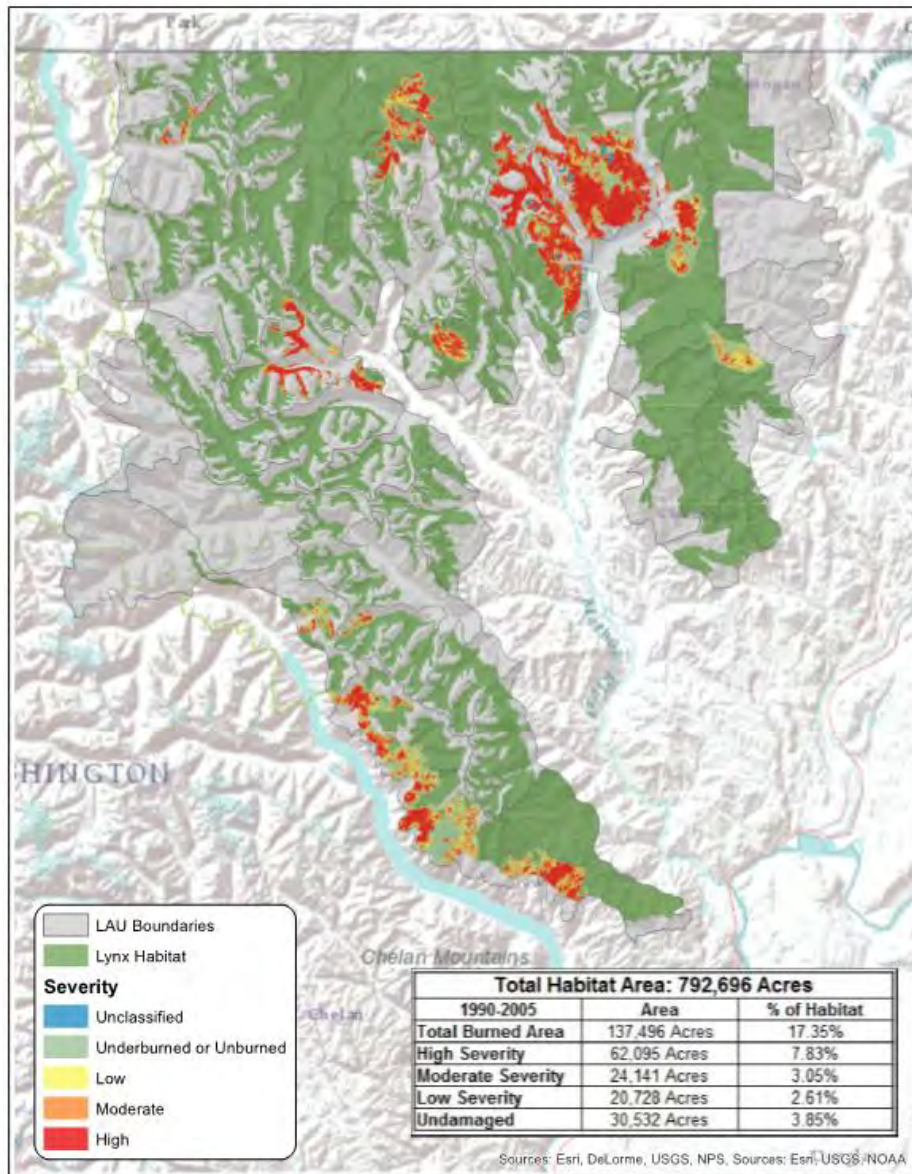 Park
HINGTON
Chelan Mountains
Chelan
LAU Boundaries
Lynx Habitat
Severity
Unclassified
Underburned or Unburned
Low
Moderate
High
Total Habitat Area: 792,696 Acres
1990-2005 Area % of Habitat
Total Burned Area 137,496 Acres 17.35%
High Severity 62,095 Acres 7.83%
Moderate Severity 24,141 Acres 3.05%
Low Severity 20,728 Acres 2.61%
Undamaged 30,532 Acres 3.85%
Sources: Esri, DeLorme, USGS, NPS, Sources: Esri, USGS, NOAA